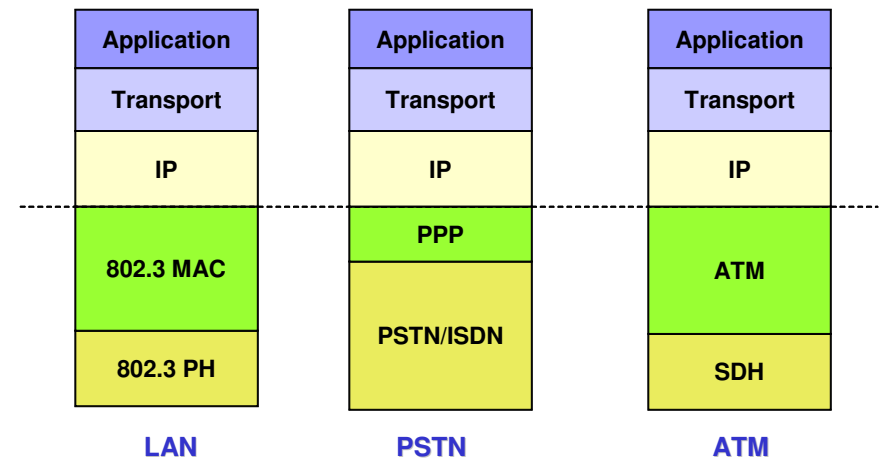 Application
Application
Application
Transport
Transport
Transport
IP
IP
IP
802.3 MAC
PPP
ATM
PSTN/ISDN
802.3 PH
SDH
LAN
PSTN
ATM